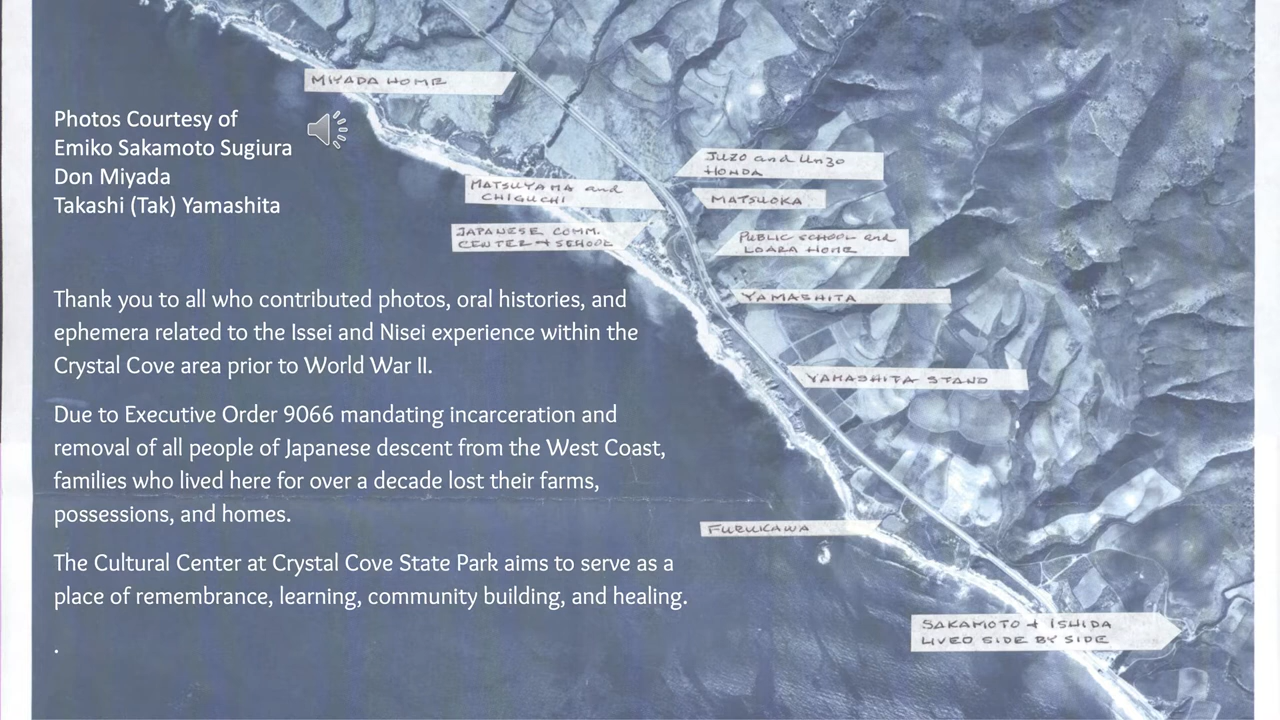 MIYADA HOME
Photos Courtesy of
Emiko Sakamoto Sugiura
Don Miyada
Takashi (Tak) Yamashita
JUZO and UNZO
HONDA
MATSUYAMA and
CHIGUCHI
MATSUOKA
JAPANESE COMM.
CENTER + SCHOOL
PUBLIC SCHOOL and
LOARA HOME
YAMASHITA
Thank you to all who contributed photos, oral histories, and
ephemera related to the Issei and Nisei experience within the
Crystal Cove area prior to World War II.
YAMASHITA STAND
Due to Executive Order 9066 mandating incarceration and
removal of all people of Japanese descent from the West Coast,
families who lived here for over a decade lost their farms,
possessions, and homes.
FURUKAWA
The Cultural Center at Crystal Cove State Park aims to serve as a
place of remembrance, learning, community building, and healing.
SAKAMOTO + ISHIDA
LIVED SIDE BY SIDE
.